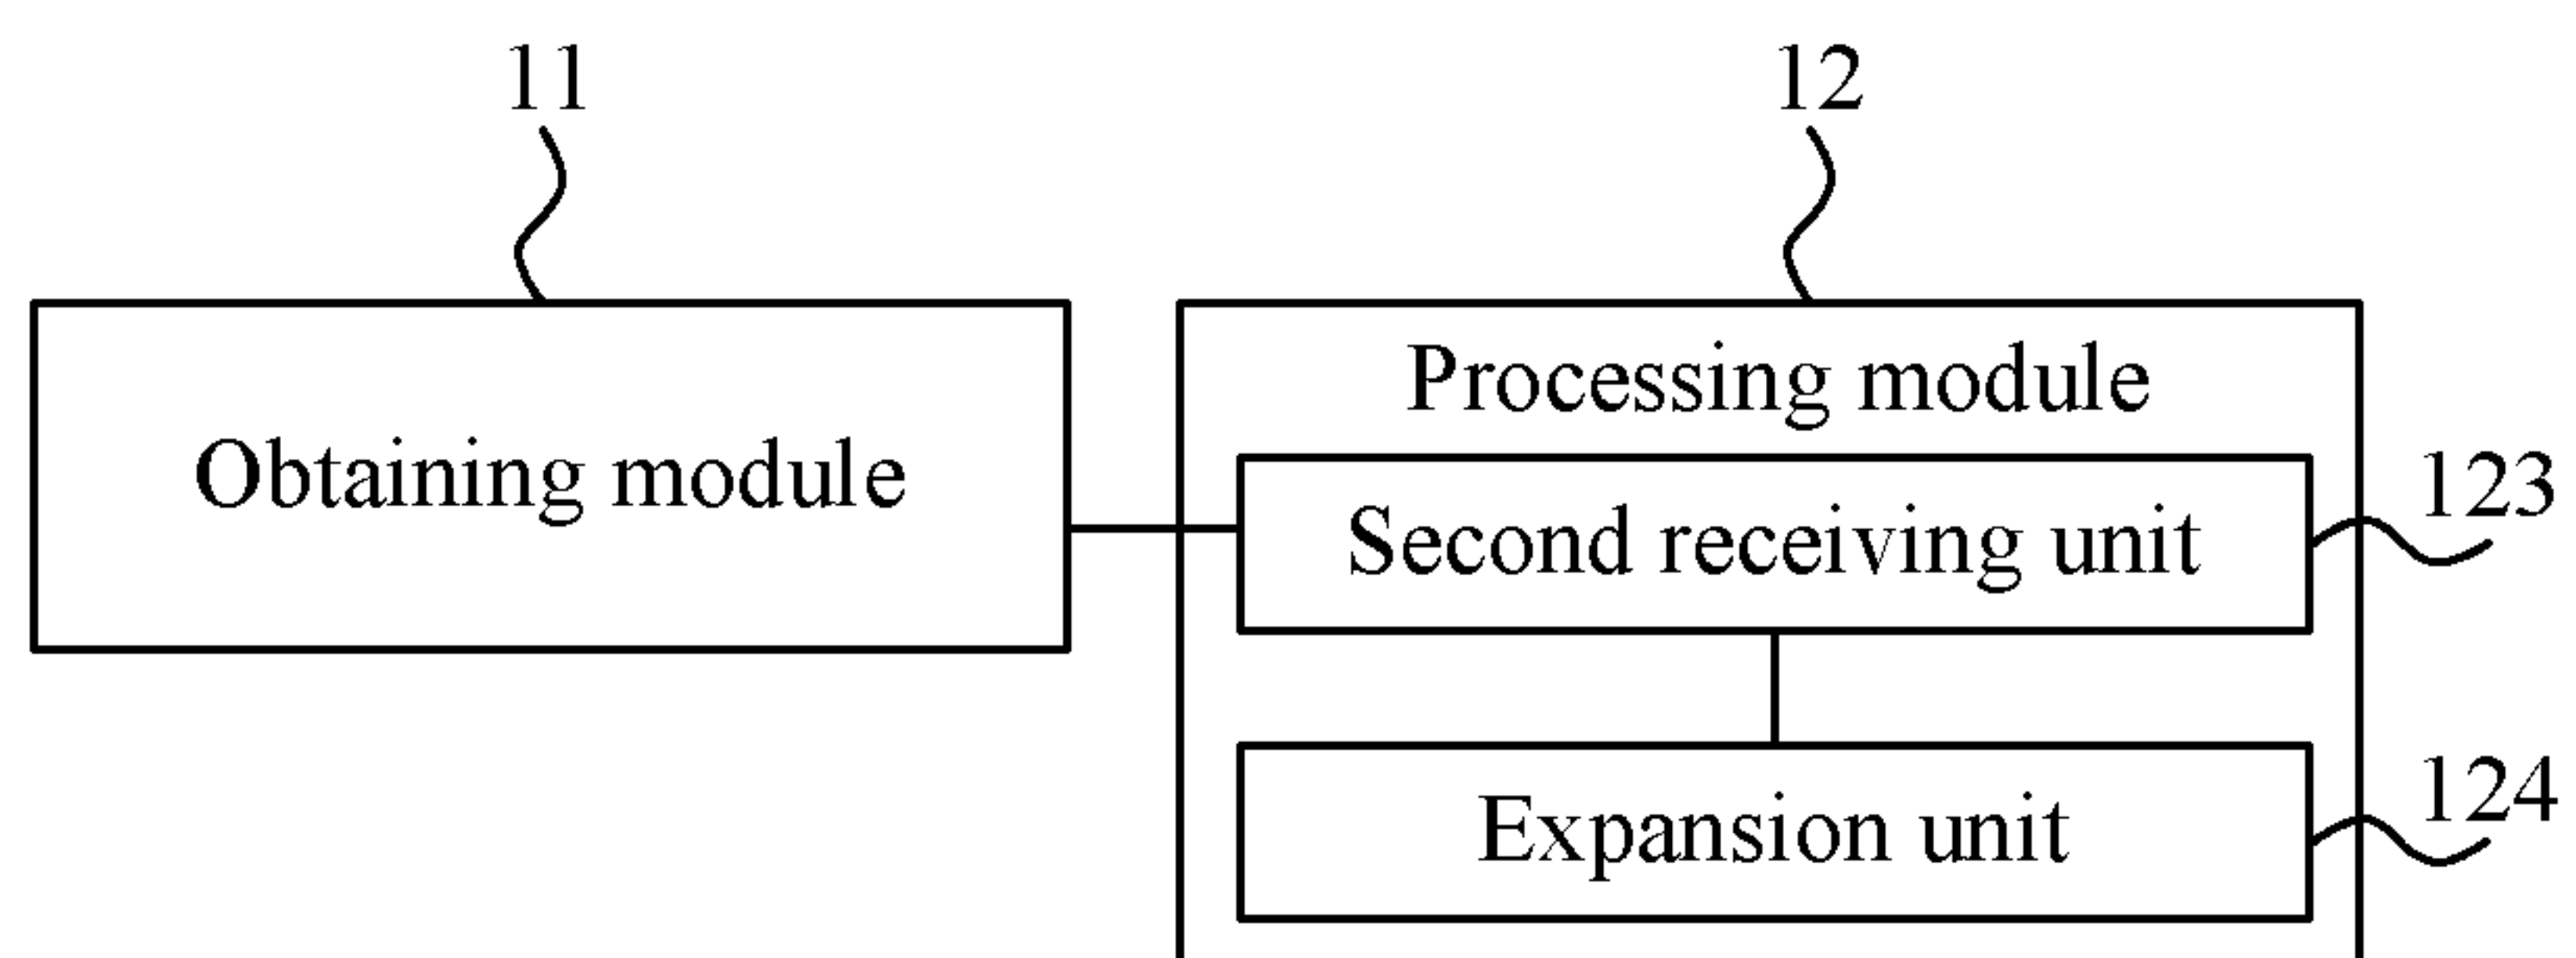 11
12
Obtaining module
Processing module
Second receiving unit
123
Expansion unit
124